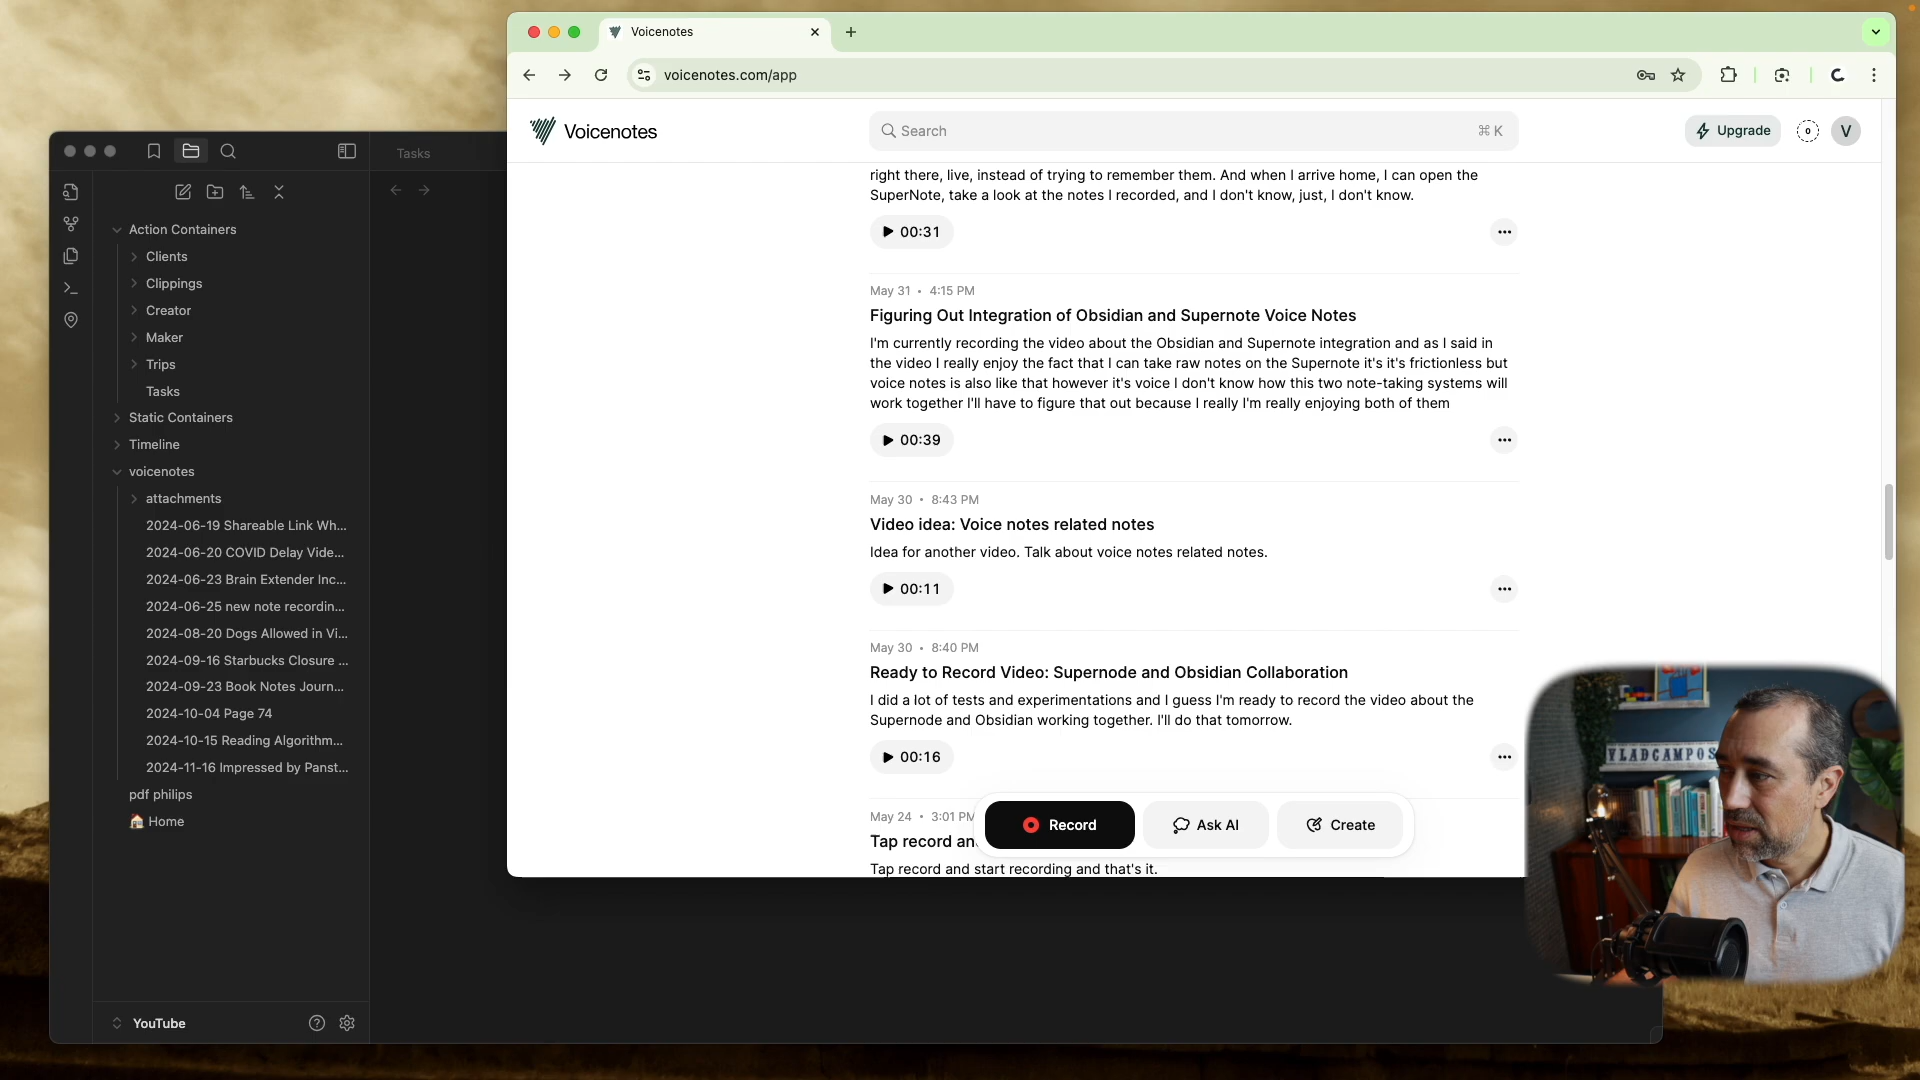 Voicenotes
voicenotes.com/app
Voicenotes
Search
⌘ K
Upgrade
0
V
right there, live, instead of trying to remember them. And when I arrive home, I can open the
SuperNote, take a look at the notes I recorded, and I don't know, just, I don't know.
00:31
May 31 • 4:15 PM
Figuring Out Integration of Obsidian and Supernote Voice Notes
I'm currently recording the video about the Obsidian and Supernote integration and as I said in
the video I really enjoy the fact that I can take raw notes on the Supernote it's it's frictionless but
voice notes is also like that however it's voice I don't know how this two note-taking systems will
work together I'll have to figure that out because I really I'm really enjoying both of them
00:39
May 30 • 8:43 PM
Video idea: Voice notes related notes
Idea for another video. Talk about voice notes related notes.
00:11
May 30 • 8:40 PM
Ready to Record Video: Supernode and Obsidian Collaboration
I did a lot of tests and experimentations and I guess I'm ready to record the video about the
Supernode and Obsidian working together. I'll do that tomorrow.
00:16
May 24 • 3:01 PM
Tap record an
Tap record and start recording and that's it.
Record
Ask AI
Create
Tasks
Action Containers
Clients
Clippings
Creator
Maker
Trips
Tasks
Static Containers
Timeline
voicenotes
attachments
2024-06-19 Shareable Link Wh...
2024-06-20 COVID Delay Vide...
2024-06-23 Brain Extender Inc...
2024-06-25 new note recordin...
2024-08-20 Dogs Allowed in Vi...
2024-09-16 Starbucks Closure ...
2024-09-23 Book Notes Journ...
2024-10-04 Page 74
2024-10-15 Reading Algorithm...
2024-11-16 Impressed by Panst...
pdf philips
🏠 Home
YouTube
VLADCAMPOS